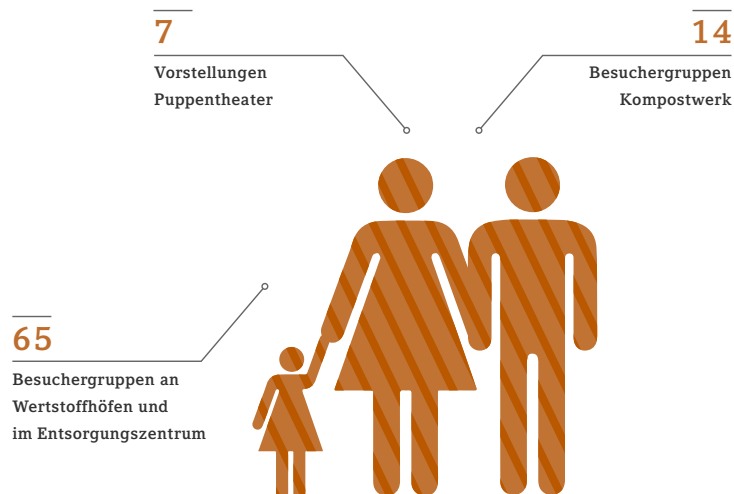 7
Vorstellungen
Puppentheater
14
Besuchergruppen
Kompostwerk
65
Besuchergruppen an
Wertstoffhöfen und
im Entsorgungszentrum